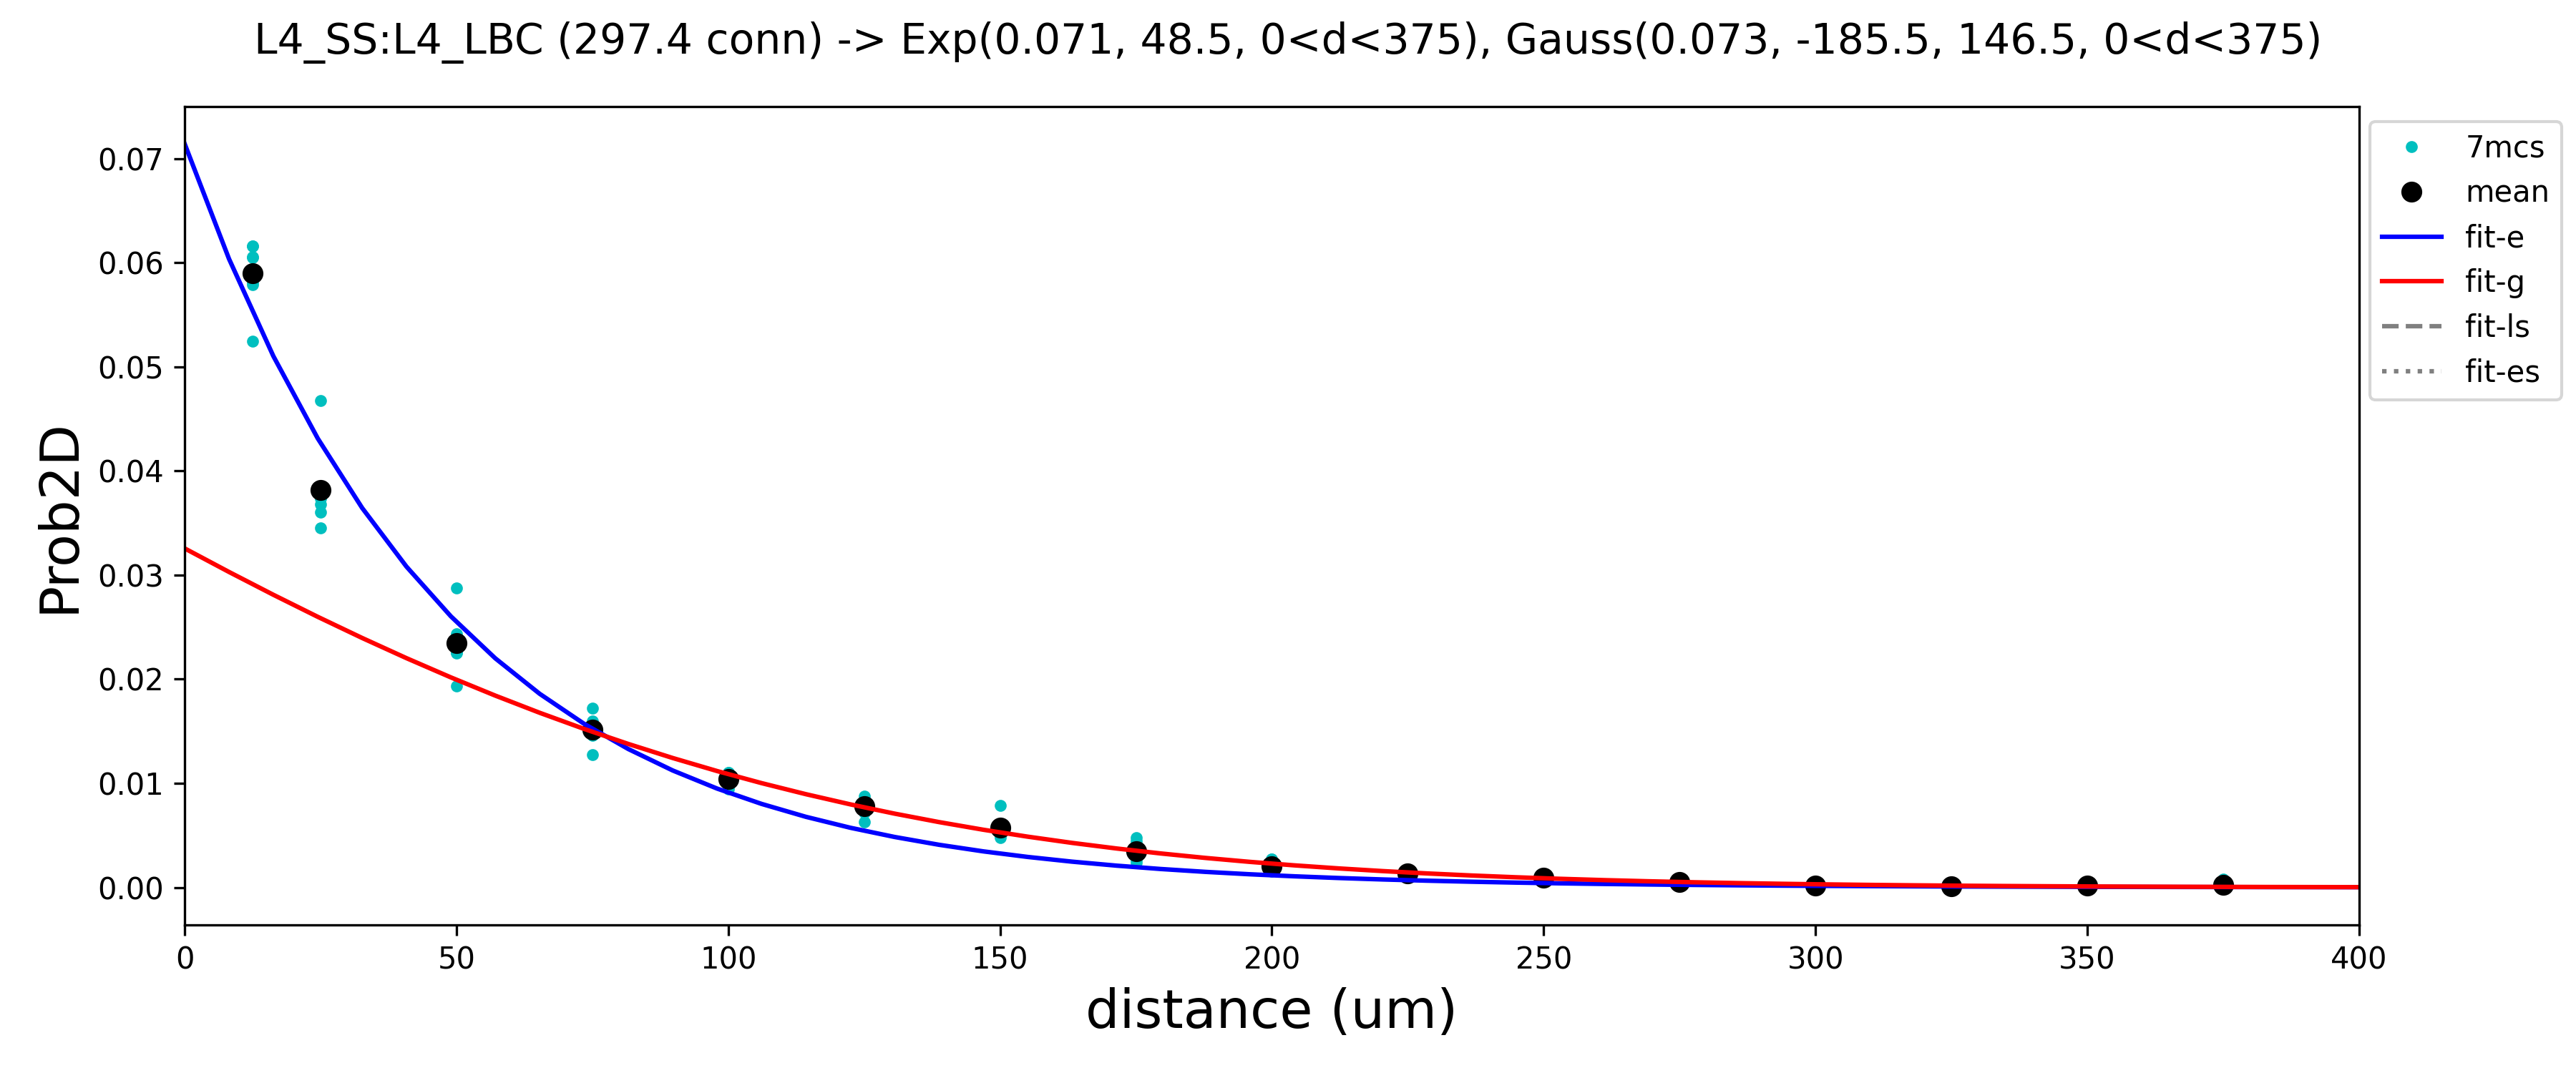 L4_SS:L4_LBC (297.4 conn) -> Exp(0.071, 48.5, 0<d<375), Gauss(0.073, -185.5, 146.5, 0<d<375)
7mcs
mean
fit-e
fit-g
fit-ls
fit-es
Prob2D
0.07
0.06
0.05
0.04
0.03
0.02
0.01
0.00
0 50 100 150 200 250 300 350 400
distance (um)